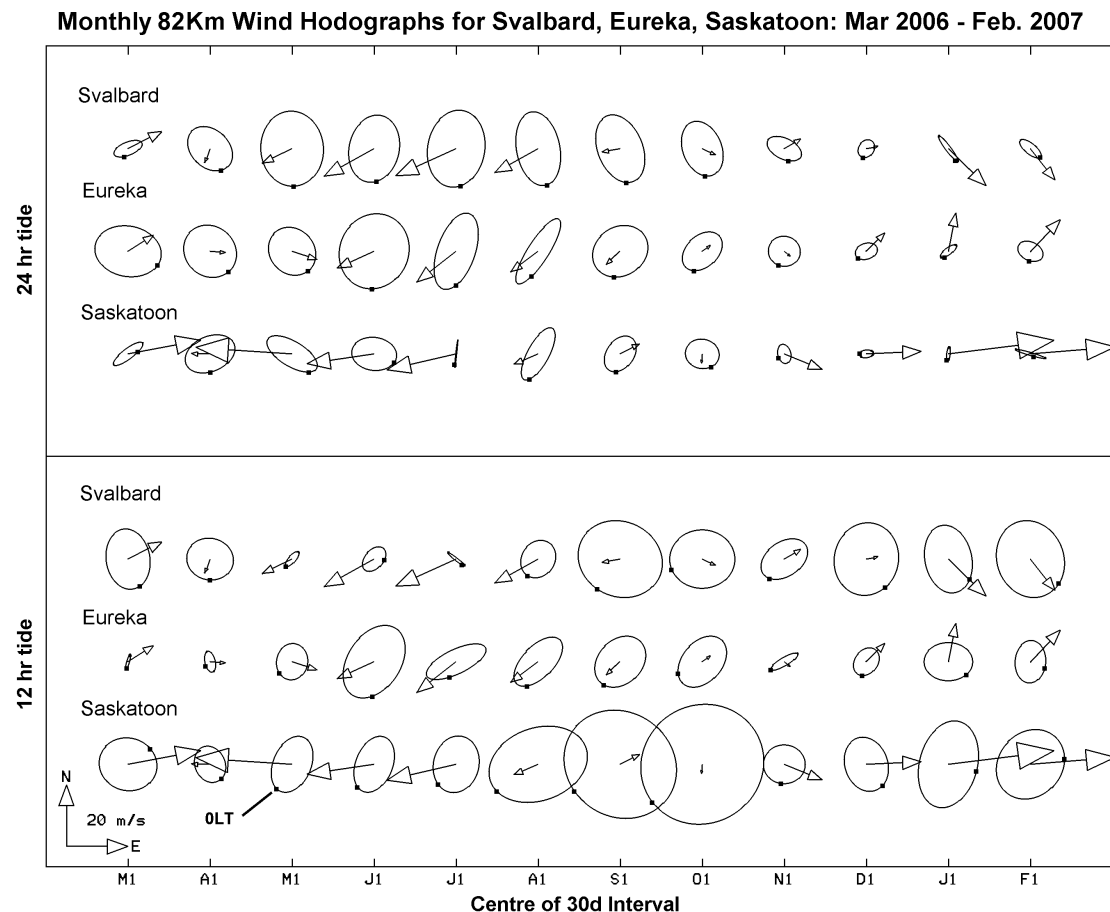 Monthly 82Km Wind Hodographs for Svalbard, Eureka, Saskatoon: Mar 2006 - Feb. 2007
24 hr tide
Svalbard
Eureka
Saskatoon
12 hr tide
Svalbard
Eureka
Saskatoon
N
20 m/s
E
0LT
M1 A1 M1 J1 J1 A1 S1 O1 N1 D1 J1 F1
Centre of 30d Interval